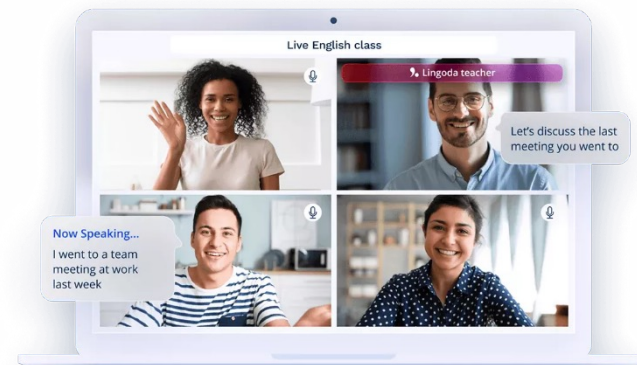 Live English class
Lingoda teacher
Let's discuss the last
meeting you went to
Now Speaking...
I went to a team
meeting at work
last week